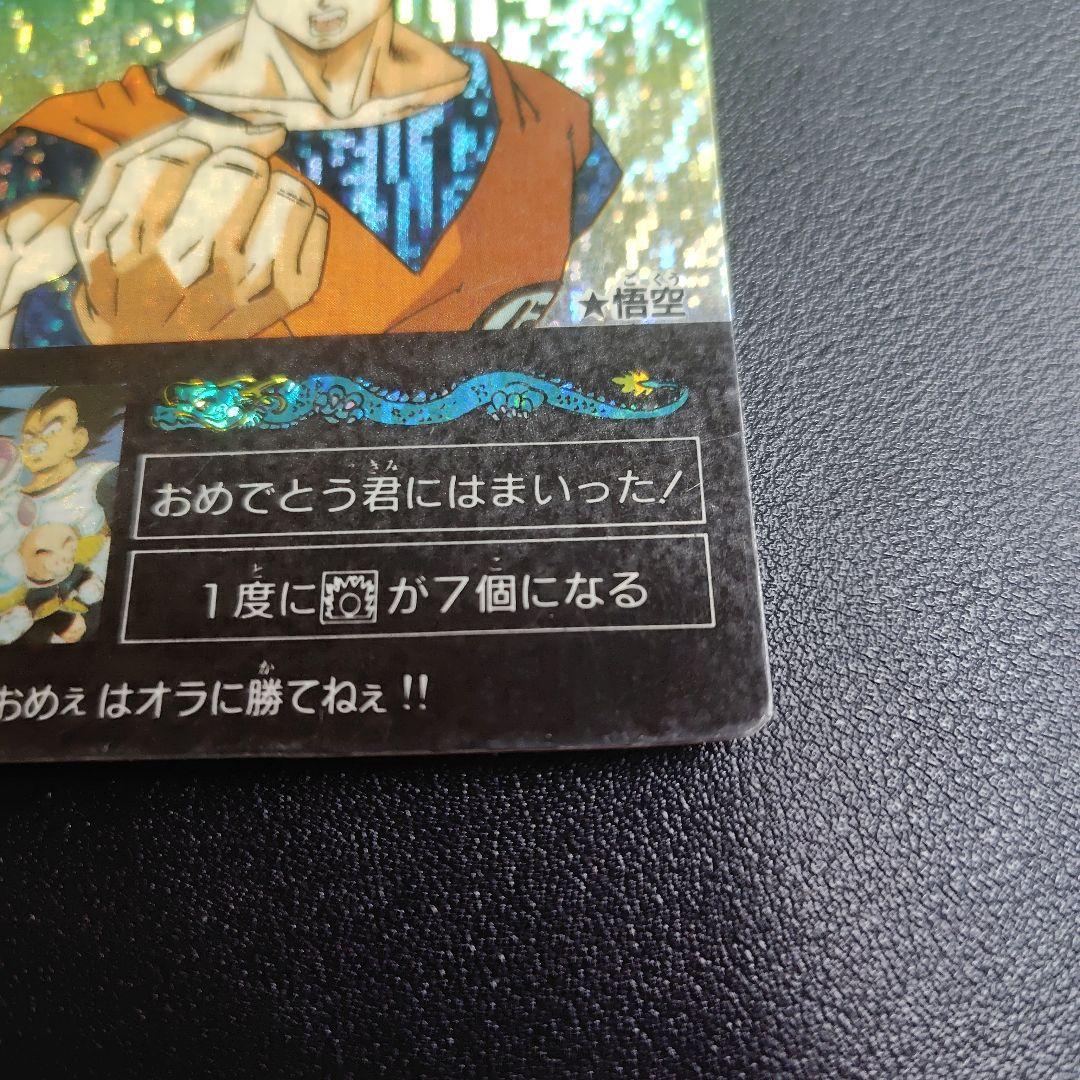 ★悟空
おめでとう君にはまいった!
1度にが7個になる
おめぇはオラに勝てねぇ!!